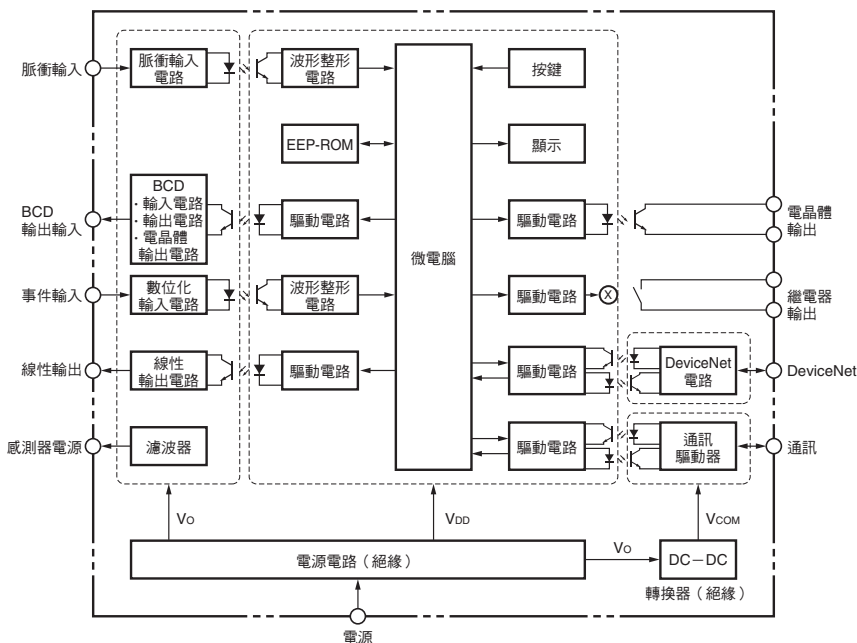 脈衝輸入
脈衝輸入
電路
波形整形
電路
按鍵
EEP-ROM
顯示
BCD
輸出輸入
BCD
・輸入電路
・輸出電路
・電晶體
輸出電路
驅動電路
微電腦
驅動電路
電晶體
輸出
事件輸入
數位化
輸入電路
波形整形
電路
驅動電路
X
繼電器
輸出
線性輸出
線性
輸出電路
驅動電路
驅動電路
DeviceNet
電路
DeviceNet
感測器電源
濾波器
驅動電路
通訊
驅動器
通訊
VO
VDD
VCOM
電源電路（絕緣）
VO
DC－DC
轉換器（絕緣）
電源